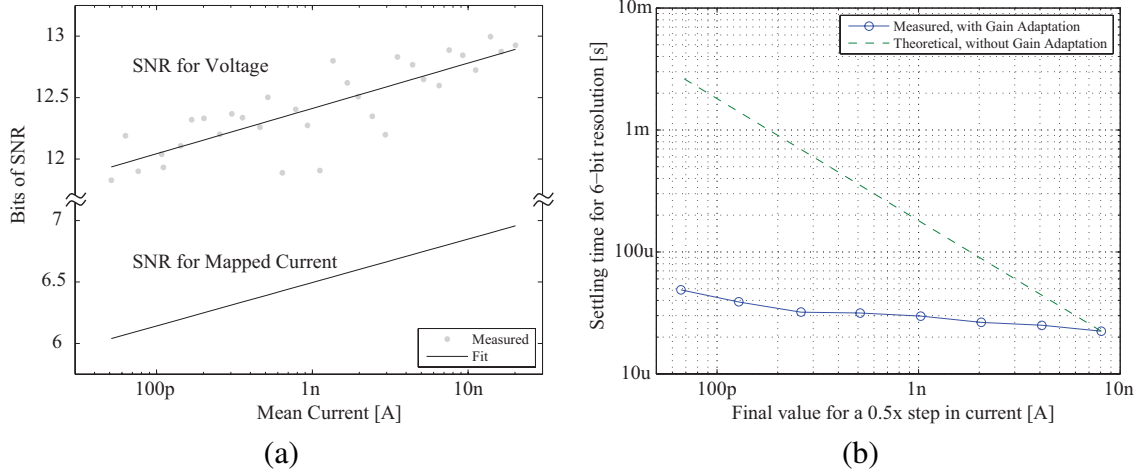 SNR for Voltage
SNR for Mapped Current
Bits of SNR
13
12.5
12
7
6.5
6
100p
1n
10n
Mean Current [A]
Measured
Fit
(a)
Measured, with Gain Adaptation
Theoretical, without Gain Adaptation
Settling time for 6−bit resolution [s]
10m
1m
100u
10u
100p
1n
10n
Final value for a 0.5x step in current [A]
(b)